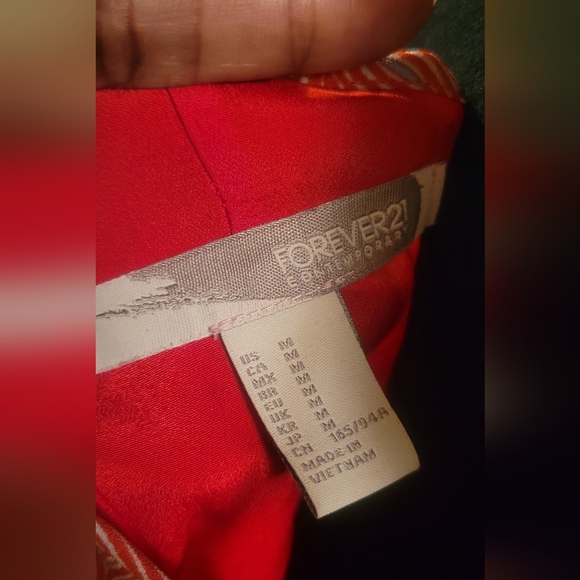 FOREVER21
CONTEMPORARY
US M
CA M
MX M
BR M
EU M
UK M
KR M
JP M
CN 165/94A
MADE IN
VIETNAM